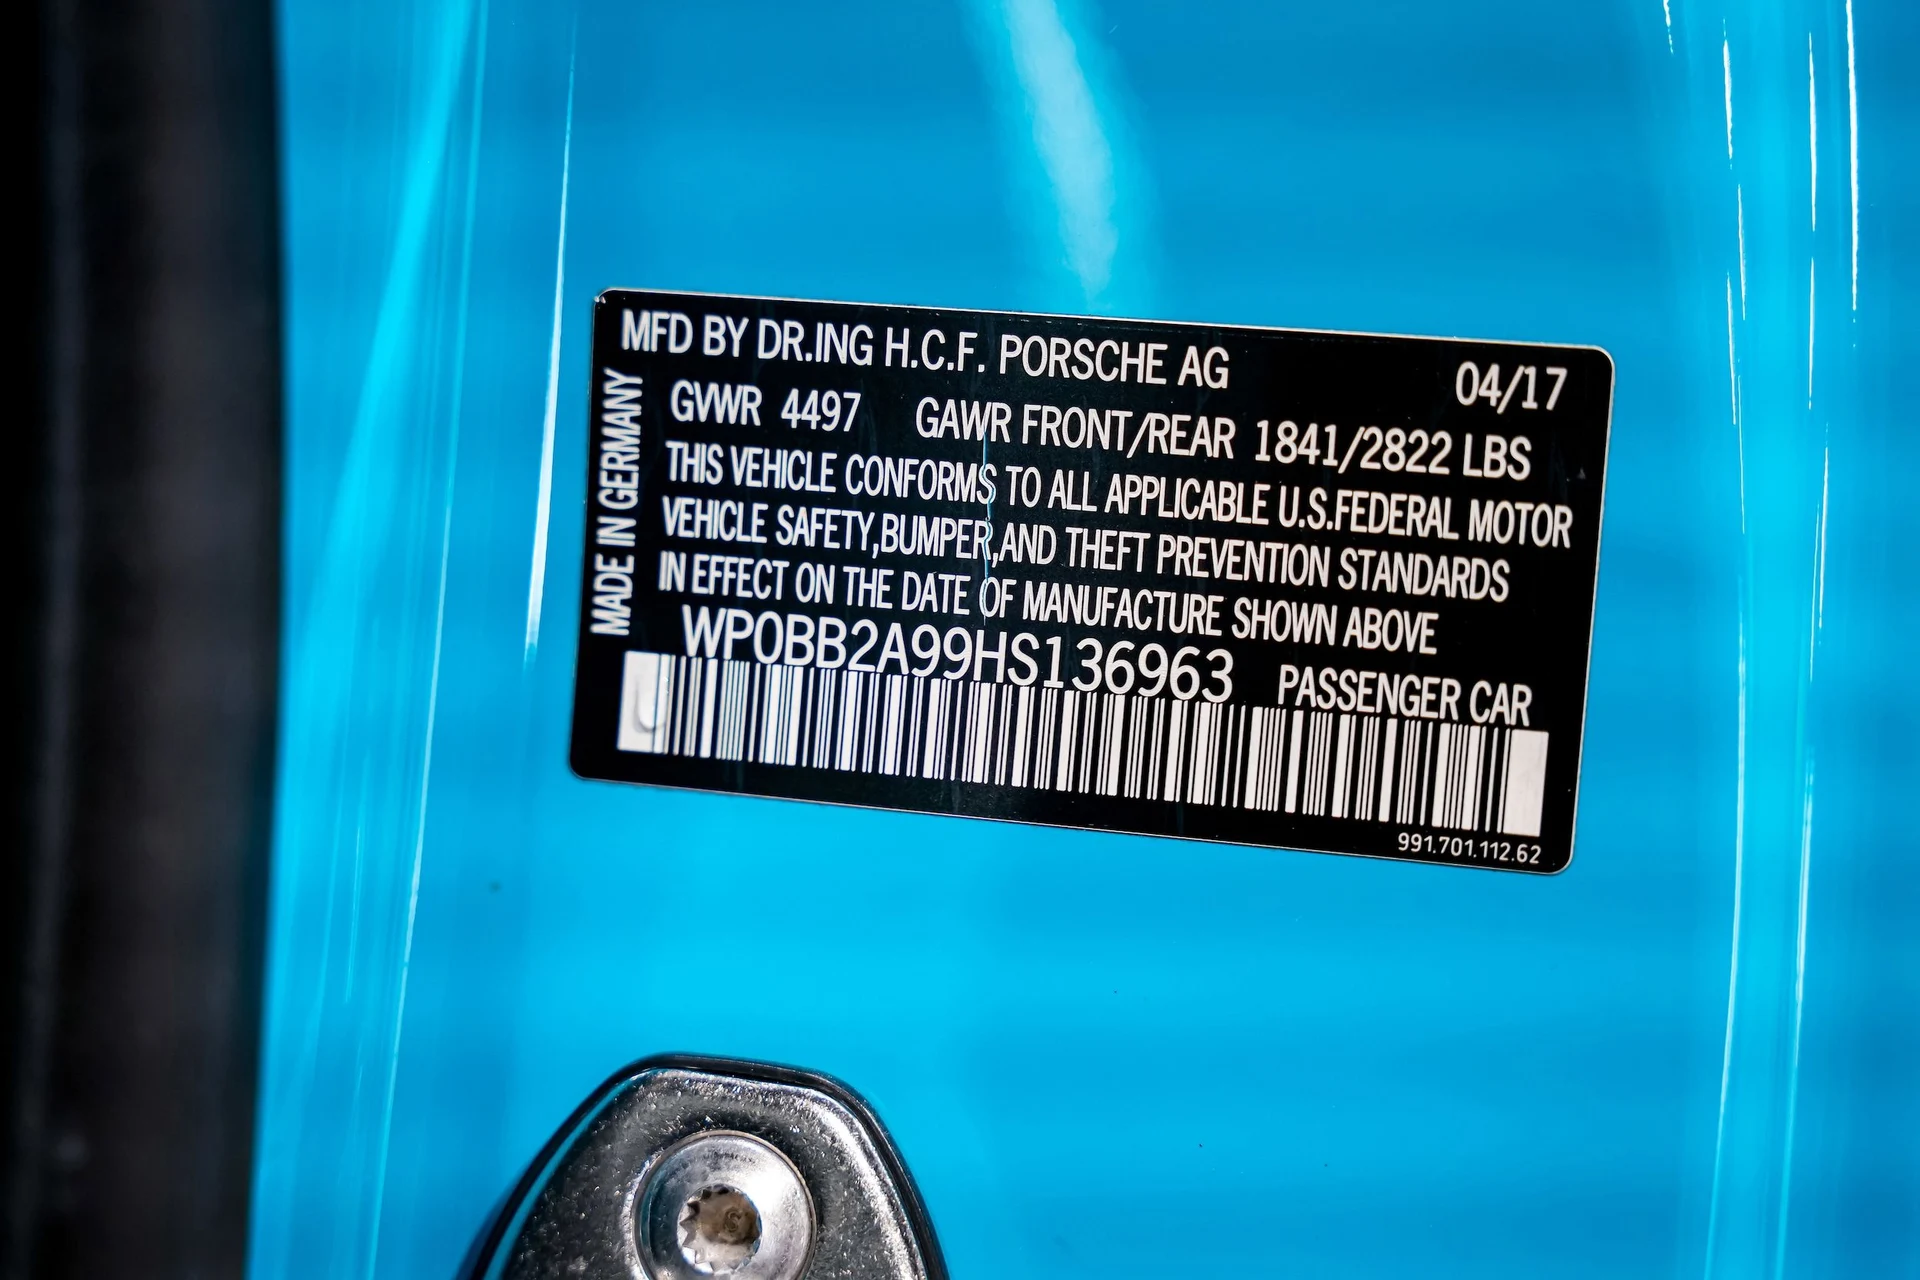 MFD BY DR.ING H.C.F. PORSCHE AG 04/17
MADE IN GERMANY
GVWR 4497 GAWR FRONT/REAR 1841/2822 LBS
THIS VEHICLE CONFORMS TO ALL APPLICABLE U.S.FEDERAL MOTOR
VEHICLE SAFETY,BUMPER,AND THEFT PREVENTION STANDARDS
IN EFFECT ON THE DATE OF MANUFACTURE SHOWN ABOVE
WP0BB2A99HS136963 PASSENGER CAR
991.701.112.62